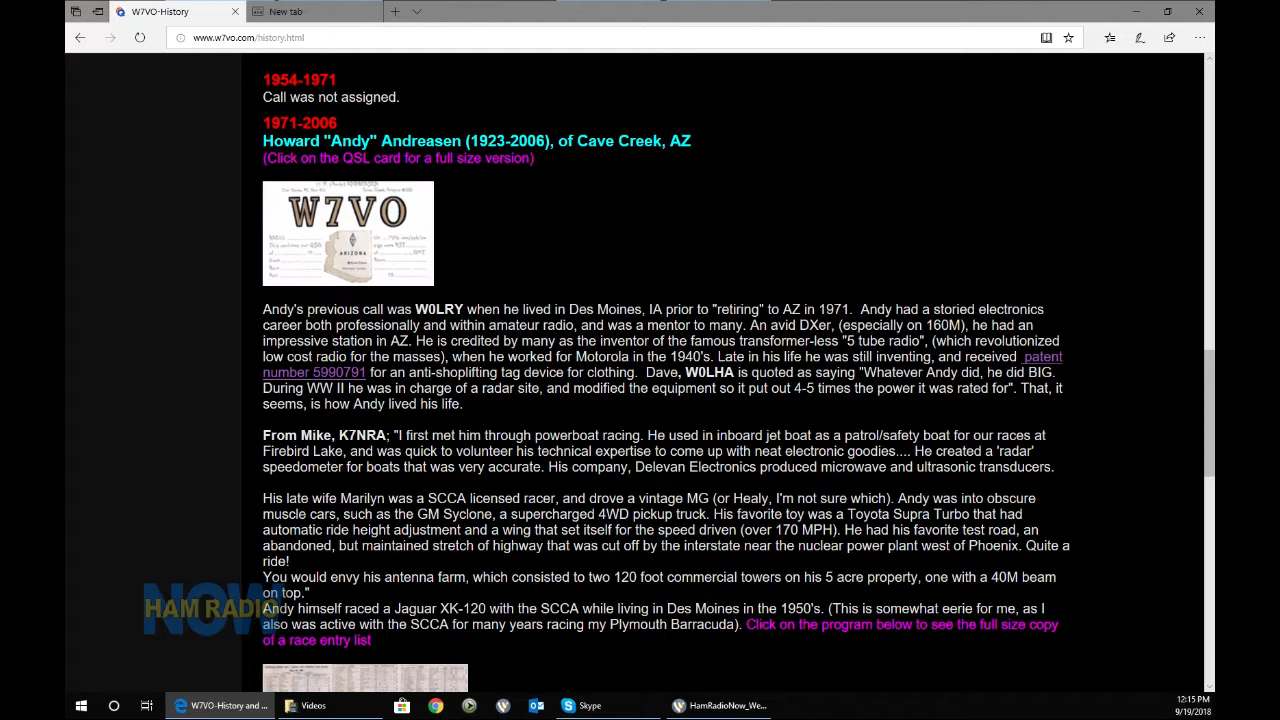 W7VO-History
New tab
www.w7vo.com/history.html
1954-1971
Call was not assigned.
1971-2006
Howard "Andy" Andreasen (1923-2006), of Cave Creek, AZ
(Click on the QSL card for a full size version)
W7VO
ARIZONA
Andy's previous call was W0LRY when he lived in Des Moines, IA prior to "retiring" to AZ in 1971.  Andy had a storied electronics
career both professionally and within amateur radio, and was a mentor to many. An avid DXer, (especially on 160M), he had an
impressive station in AZ. He is credited by many as the inventor of the famous transformer-less "5 tube radio", (which revolutionized
low cost radio for the masses), when he worked for Motorola in the 1940's. Late in his life he was still inventing, and received  patent
number 5990791 for an anti-shoplifting tag device for clothing.  Dave, W0LHA is quoted as saying "Whatever Andy did, he did BIG.
During WW II he was in charge of a radar site, and modified the equipment so it put out 4-5 times the power it was rated for". That, it
seems, is how Andy lived his life.
From Mike, K7NRA; "I first met him through powerboat racing. He used in inboard jet boat as a patrol/safety boat for our races at
Firebird Lake, and was quick to volunteer his technical expertise to come up with neat electronic goodies.... He created a 'radar'
speedometer for boats that was very accurate. His company, Delevan Electronics produced microwave and ultrasonic transducers.
His late wife Marilyn was a SCCA licensed racer, and drove a vintage MG (or Healy, I'm not sure which). Andy was into obscure
muscle cars, such as the GM Syclone, a supercharged 4WD pickup truck. His favorite toy was a Toyota Supra Turbo that had
automatic ride height adjustment and a wing that set itself for the speed driven (over 170 MPH). He had his favorite test road, an
abandoned, but maintained stretch of highway that was cut off by the interstate near the nuclear power plant west of Phoenix. Quite a
ride!
You would envy his antenna farm, which consisted to two 120 foot commercial towers on his 5 acre property, one with a 40M beam
on top."
Andy himself raced a Jaguar XK-120 with the SCCA while living in Des Moines in the 1950's. (This is somewhat eerie for me, as I
also was active with the SCCA for many years racing my Plymouth Barracuda). Click on the program below to see the full size copy
of a race entry list
HAM RADIO
NOW
W7VO-History and ...
Videos
Skype
HamRadioNow_We...
12:15 PM
9/19/2018